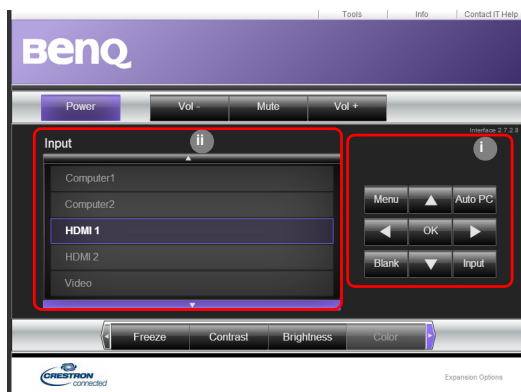 Tools Info Contact IT Help
BenQ
Power Vol - Mute Vol +
Interface 2.7.2.8
Input
ii
i
Computer1
Computer2
HDMI 1
HDMI 2
Video
Menu Auto PC
OK
Blank Input
Freeze Contrast Brightness Color
CRESTRON
connected
Expansion Options